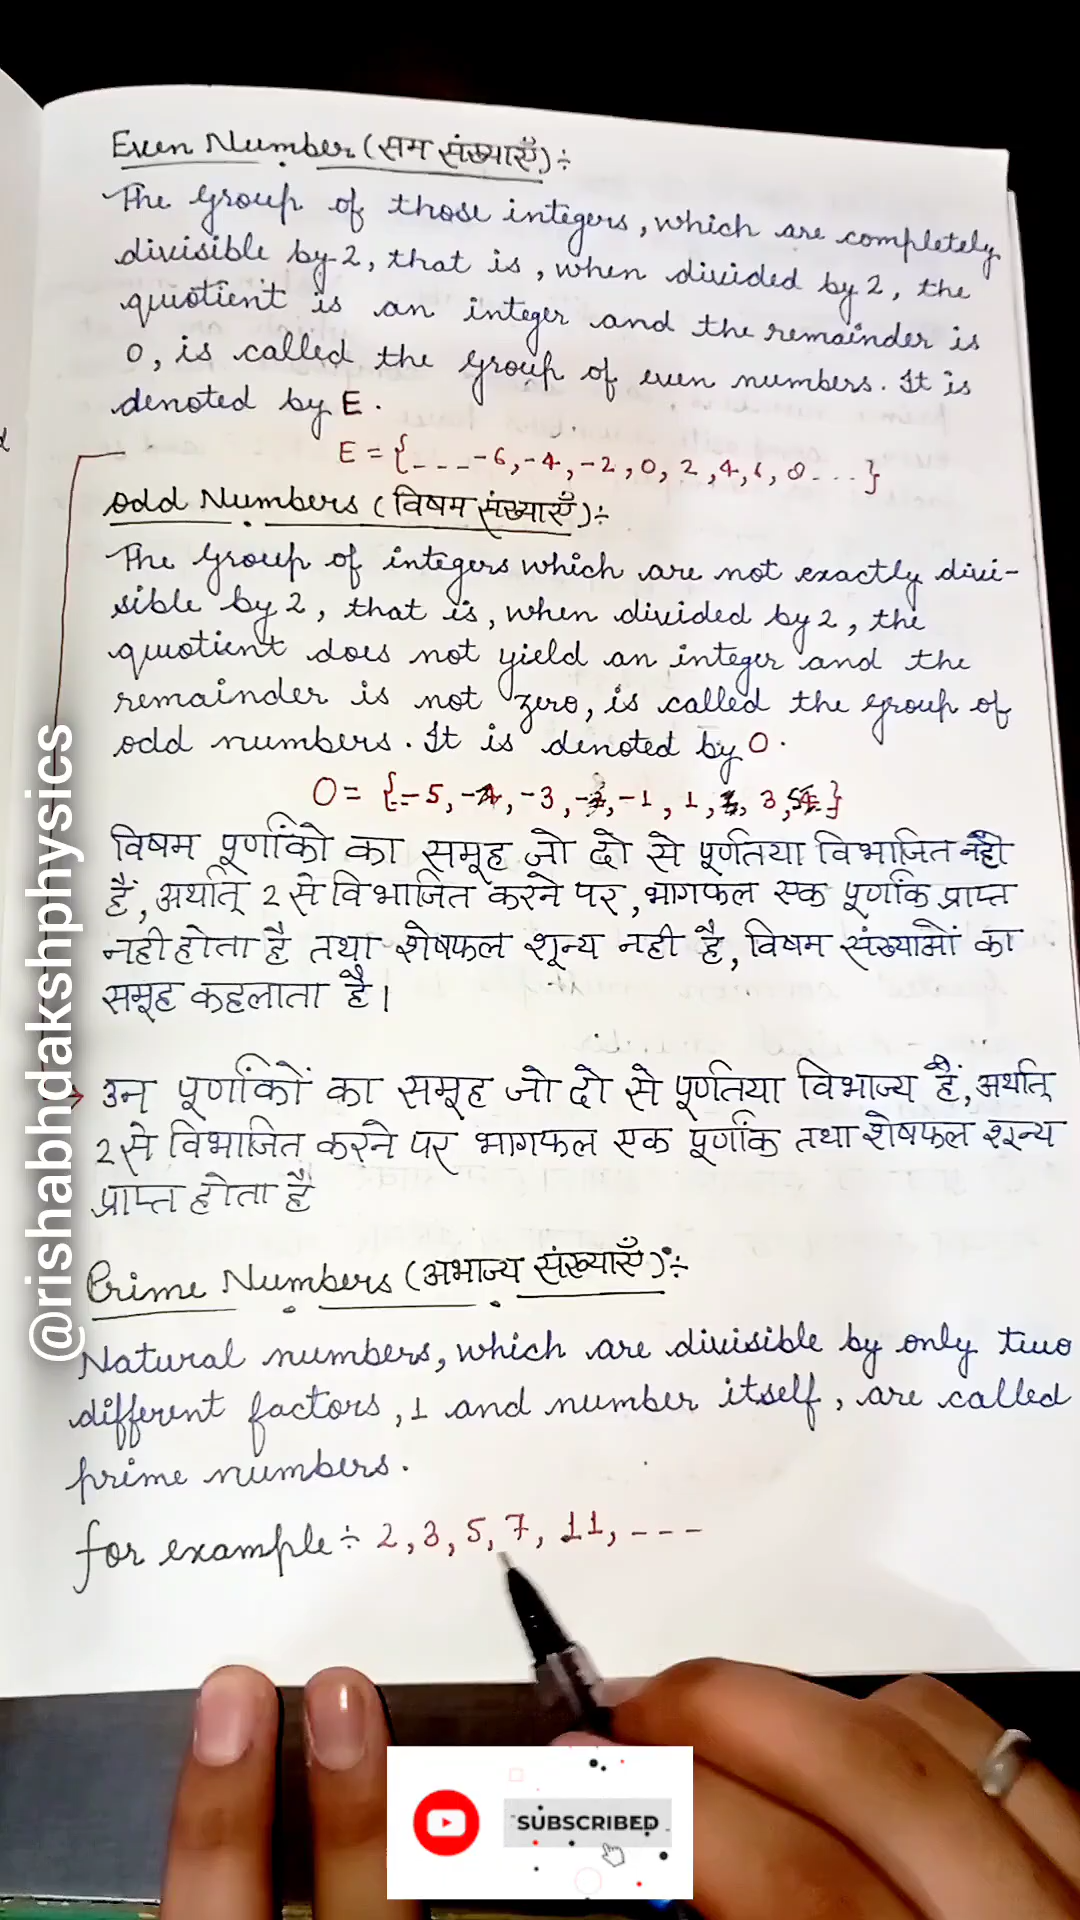 Even Number (सम संख्याएँ) ÷
The group of those integers, which are completely
divisible by 2, that is, when divided by 2, the
quotient is an integer and the remainder is
0, is called the group of even numbers. It is
denoted by E.
E = {----6, -4, -2, 0, 2, 4, 6, 8 ....}
Odd Numbers (विषम संख्याएँ) ÷
The group of integers which are not exactly divi-
sible by 2, that is, when divided by 2, the
quotient does not yield an integer and the
remainder is not zero, is called the group of
odd numbers. It is denoted by O.
O = {-5, -3, -1, 1, 3, 5}
विषम पूर्णांको का समूह जो दो से पूर्णतया विभाजित नही
हैं, अर्थात् 2 से विभाजित करने पर, भागफल एक पूर्णांक प्राप्त
नही होता है तथा शेषफल शून्य नही है, विषम संख्याओं का
समूह कहलाता है।
उन पूर्णांकों का समूह जो दो से पूर्णतया विभाज्य हैं, अर्थात्
2 से विभाजित करने पर भागफल एक पूर्णांक तथा शेषफल शून्य
प्राप्त होता है
Prime Numbers (अभाज्य संख्याएँ) ÷
Natural numbers, which are divisible by only two
different factors, 1 and number itself, are called
prime numbers.
for example ÷ 2, 3, 5, 7, 11, ---
@rishabhdakshphysics
SUBSCRIBED